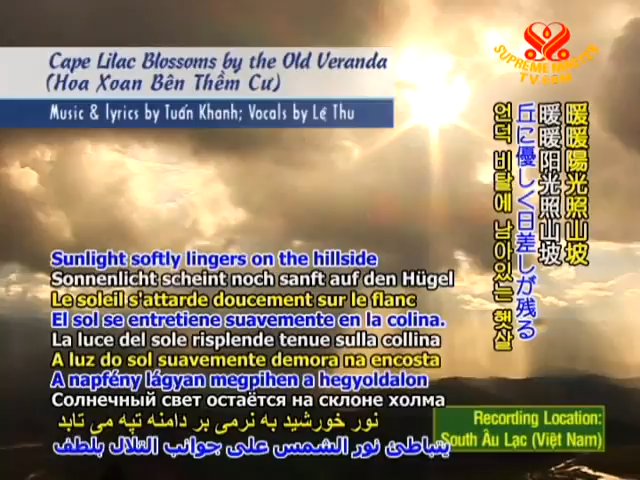 Cape Lilac Blossoms by the Old Veranda
(Hoa Xoan Bên Thềm Cư)
Music & lyrics by Tuấn Khanh; Vocals by Lệ Thu
SUPREME MASTER
TV.COM
暖暖陽光照山坡
暖暖阳光照山坡
丘に優しく日差しが残る
언덕 비탈에 남아있는 햇살
Sunlight softly lingers on the hillside
Sonnenlicht scheint noch sanft auf den Hügel
Le soleil s'attarde doucement sur le flanc
El sol se entretiene suavemente en la colina.
La luce del sole risplende tenue sulla collina
A luz do sol suavemente demora na encosta
A napfény lágyan megpihen a hegyoldalon
Солнечный свет остаётся на склоне холма
نور خورشید به نرمی بر دامنه تپه می تابد
يتباطئ نور الشمس على جوانب التلال بلطف
Recording Location:
South Âu Lạc (Việt Nam)